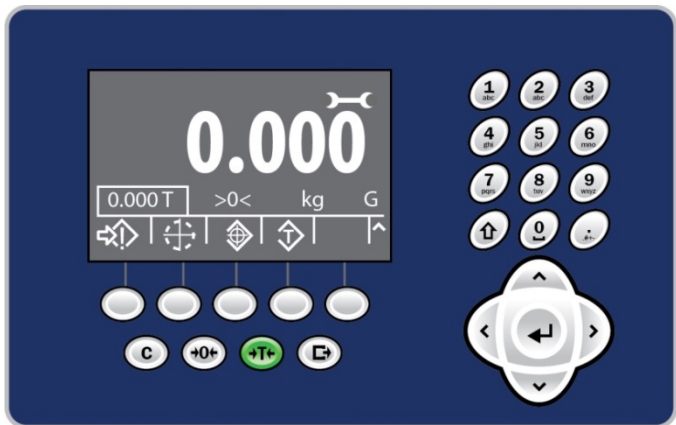 0.000
0.000 T >0< kg G
T
1 2 3
abc abc def
4 5 6
ghi jkl mno
7 8 9
pqrs tuv wxyz
0 .
#+-
C →0← →T←